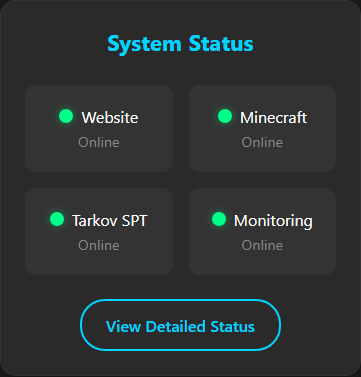 System Status
Website
Online
Minecraft
Online
Tarkov SPT
Online
Monitoring
Online
View Detailed Status